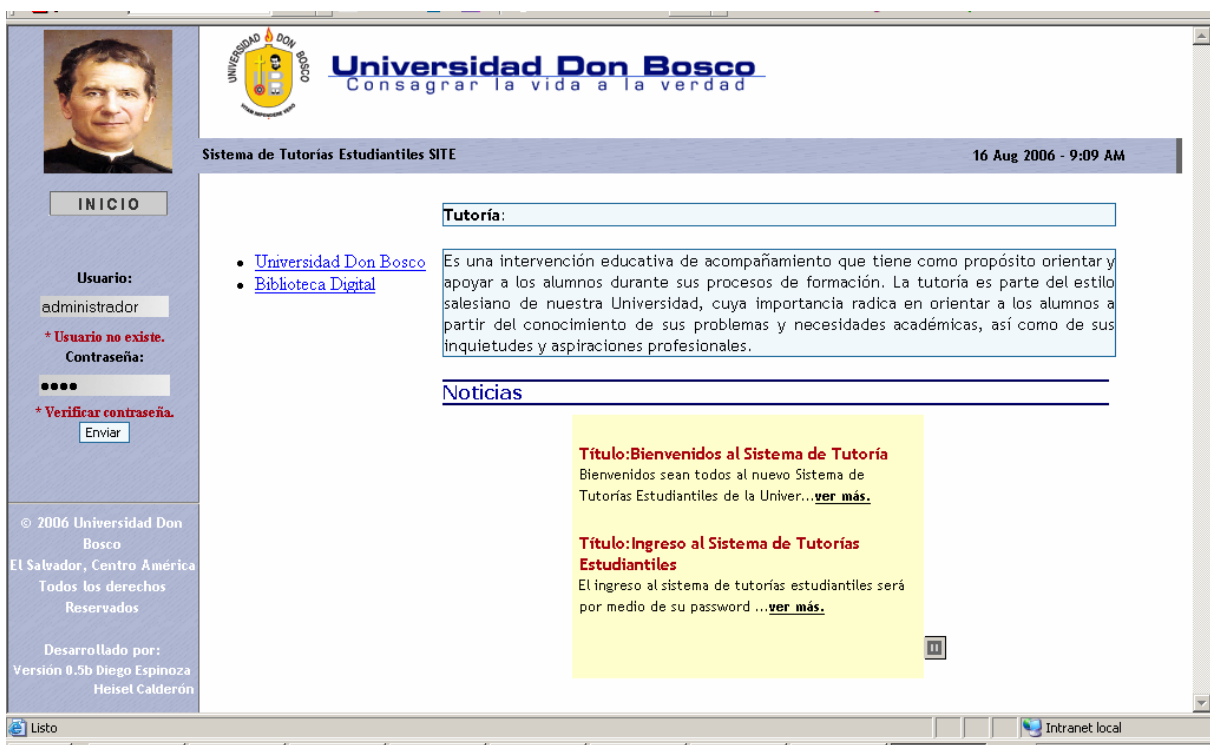 UNIVERSIDAD DON BOSCO
Universidad Don Bosco
Consagrar la vida a la verdad
Sistema de Tutorías Estudiantiles SITE
16 Aug 2006 - 9:09 AM
INICIO
Usuario:
administrador
* Usuario no existe.
Contraseña:
••••
* Verificar contraseña.
Enviar
© 2006 Universidad Don
Bosco
El Salvador, Centro América
Todos los derechos
Reservados
Desarrollado por:
Versión 0.5b Diego Espinoza
Heisel Calderón
• Universidad Don Bosco
• Biblioteca Digital
Tutoría:
Es una intervención educativa de acompañamiento que tiene como propósito orientar y
apoyar a los alumnos durante sus procesos de formación. La tutoría es parte del estilo
salesiano de nuestra Universidad, cuya importancia radica en orientar a los alumnos a
partir del conocimiento de sus problemas y necesidades académicas, así como de sus
inquietudes y aspiraciones profesionales.
Noticias
Título:Bienvenidos al Sistema de Tutoría
Bienvenidos sean todos al nuevo Sistema de
Tutorías Estudiantiles de la Univer...ver más.
Título:Ingreso al Sistema de Tutorías
Estudiantiles
El ingreso al sistema de tutorías estudiantiles será
por medio de su password ...ver más.
Listo
Intranet local